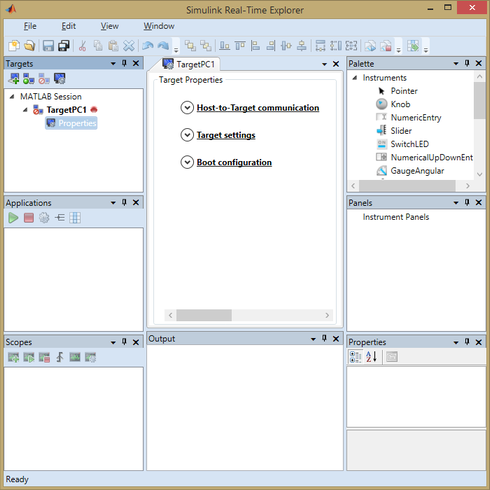 Simulink Real-Time Explorer
File Edit View Window
Targets
MATLAB Session
TargetPC1
Properties
TargetPC1
Target Properties
Host-to-Target communication
Target settings
Boot configuration
Palette
Instruments
Pointer
Knob
NumericEntry
Slider
SwitchLED
NumericalUpDownEnt
GaugeAngular
Applications
Panels
Instrument Panels
Scopes
Output
Properties
Ready